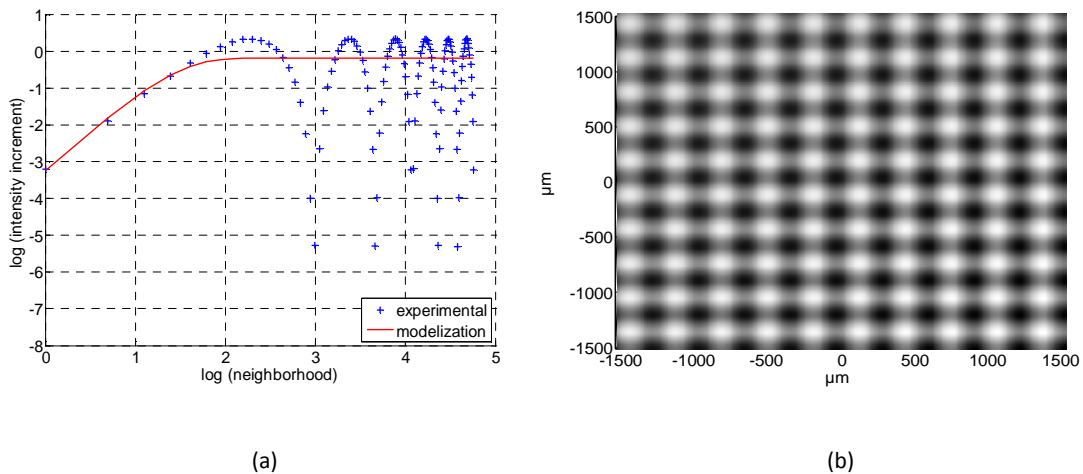 1
0
-1
-2
-3
-4
-5
-6
-7
-8
log (intensity increment)
experimental
modelization
0 1 2 3 4 5
log (neighborhood)
(a)
1500
1000
500
0
-500
-1000
-1500
µm
-1500 -1000 -500 0 500 1000 1500
µm
(b)